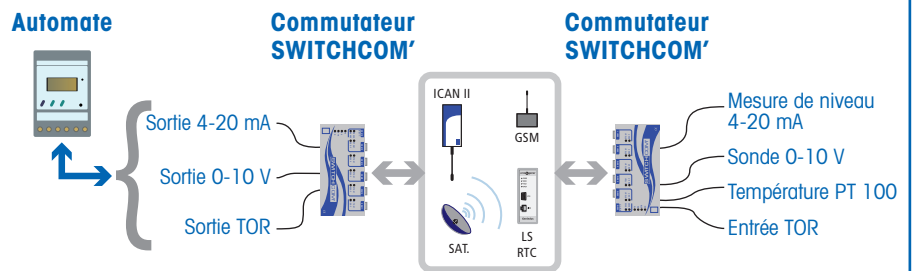 Automate
Commutateur
SWITCHCOM’
Commutateur
SWITCHCOM’
Sortie 4-20 mA
Sortie 0-10 V
Sortie TOR
ICAN II
GSM
SAT.
LS
RTC
Mesure de niveau
4-20 mA
Sonde 0-10 V
Température PT 100
Entrée TOR